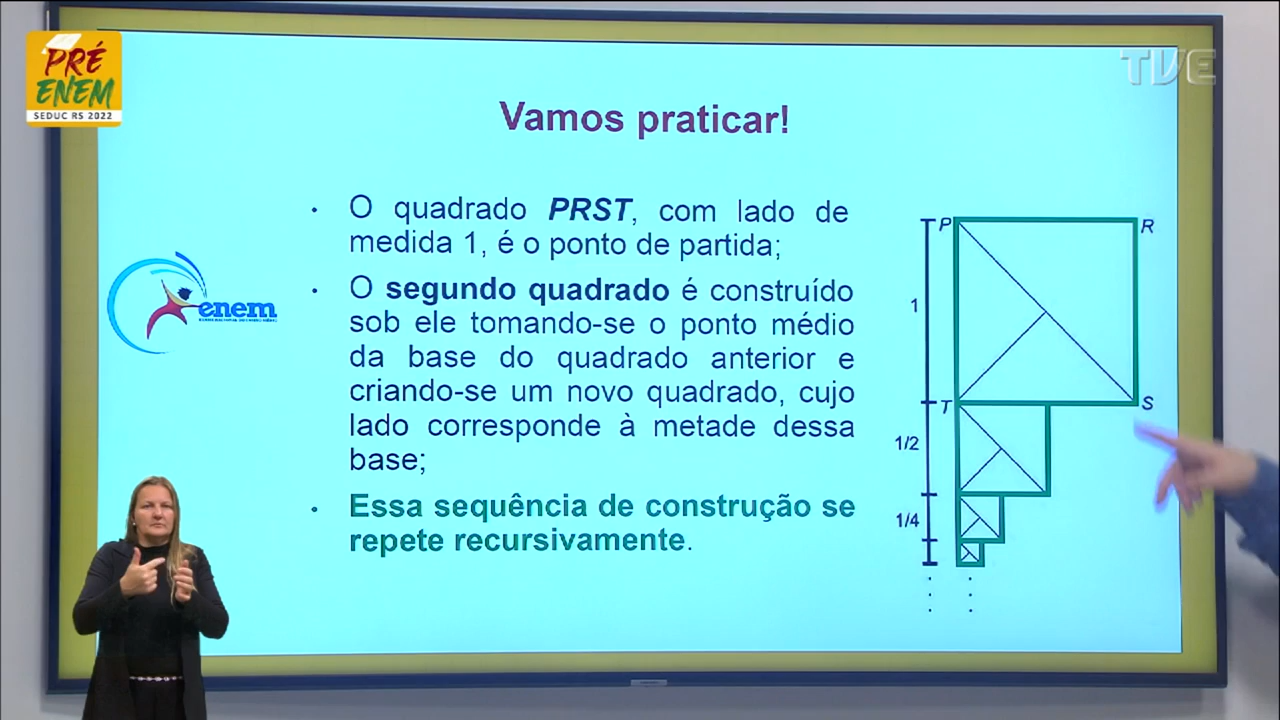 PRÉ
ENEM
SEDUC RS 2022
TVE
Vamos praticar!
• O quadrado PRST, com lado de
medida 1, é o ponto de partida;
• O segundo quadrado é construído
sob ele tomando-se o ponto médio
da base do quadrado anterior e
criando-se um novo quadrado, cujo
lado corresponde à metade dessa
base;
• Essa sequência de construção se
repete recursivamente.
enem
P
R
1
T
S
1/2
1/4